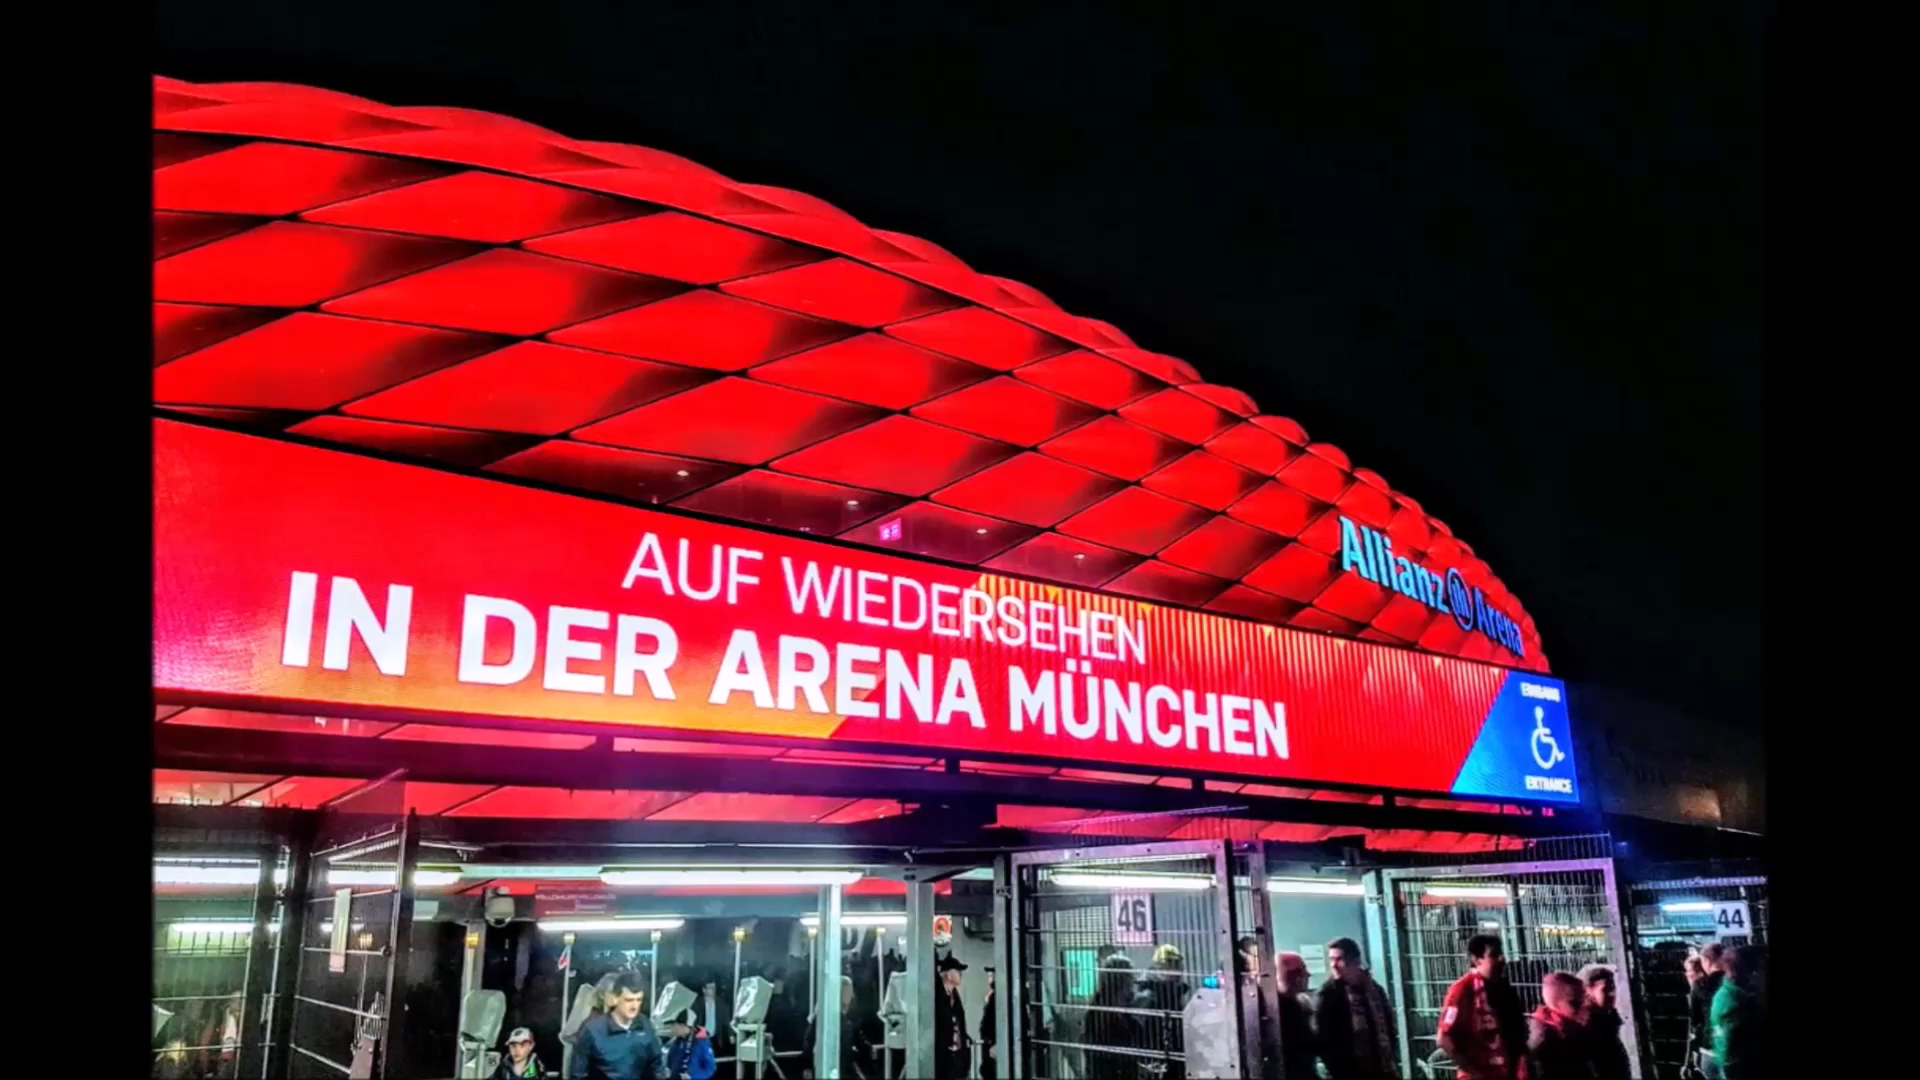 Allianz Arena
AUF WIEDERSEHEN
IN DER ARENA MÜNCHEN
EINGANG
ENTRANCE
46
44